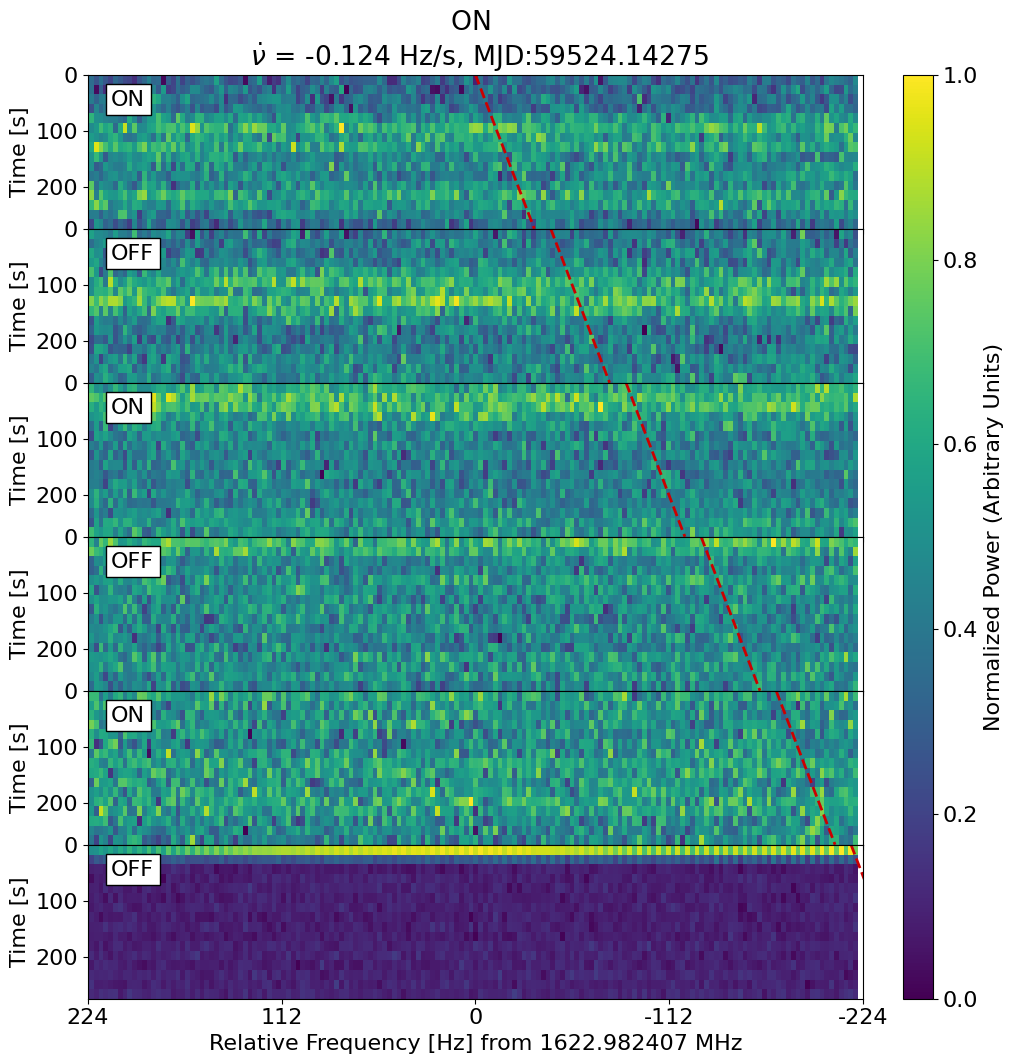 ON
ν̇ = -0.124 Hz/s, MJD:59524.14275
0
ON
100
200
Time [s]
0
OFF
100
200
Time [s]
0
ON
100
200
Time [s]
0
OFF
100
200
Time [s]
0
ON
100
200
Time [s]
0
OFF
100
200
Time [s]
224 112 0 -112 -224
Relative Frequency [Hz] from 1622.982407 MHz
1.0
0.8
0.6
0.4
0.2
0.0
Normalized Power (Arbitrary Units)